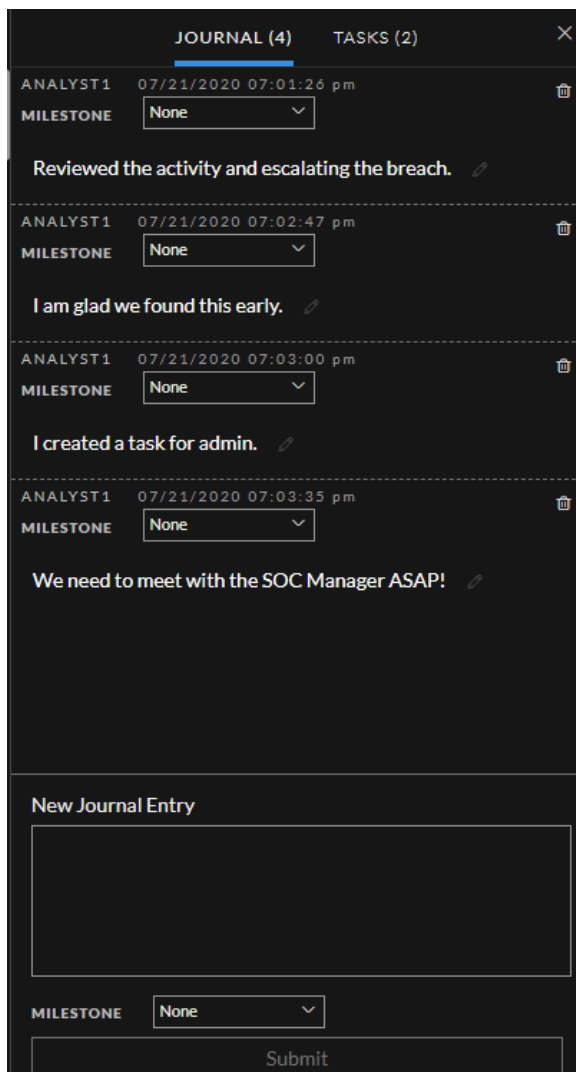 JOURNAL (4) TASKS (2)
ANALYST1 07/21/2020 07:01:26 pm
MILESTONE None
Reviewed the activity and escalating the breach.
ANALYST1 07/21/2020 07:02:47 pm
MILESTONE None
I am glad we found this early.
ANALYST1 07/21/2020 07:03:00 pm
MILESTONE None
I created a task for admin.
ANALYST1 07/21/2020 07:03:35 pm
MILESTONE None
We need to meet with the SOC Manager ASAP!
New Journal Entry
MILESTONE None
Submit